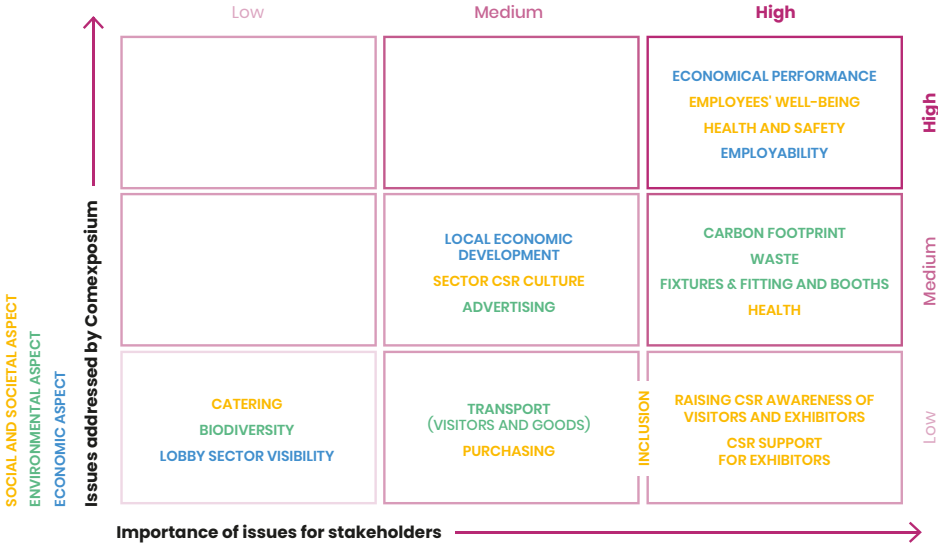 Low
Medium
High
ECONOMICAL PERFORMANCE
EMPLOYEES' WELL-BEING
HEALTH AND SAFETY
EMPLOYABILITY
High
LOCAL ECONOMIC
DEVELOPMENT
SECTOR CSR CULTURE
ADVERTISING
CARBON FOOTPRINT
WASTE
FIXTURES & FITTING AND BOOTHS
HEALTH
Medium
CATERING
BIODIVERSITY
LOBBY SECTOR VISIBILITY
TRANSPORT
(VISITORS AND GOODS)
PURCHASING
INCLUSION
RAISING CSR AWARENESS OF
VISITORS AND EXHIBITORS
CSR SUPPORT
FOR EXHIBITORS
Low
SOCIAL AND SOCIETAL ASPECT
ENVIRONMENTAL ASPECT
ECONOMIC ASPECT
Issues addressed by Comexposium
Importance of issues for stakeholders